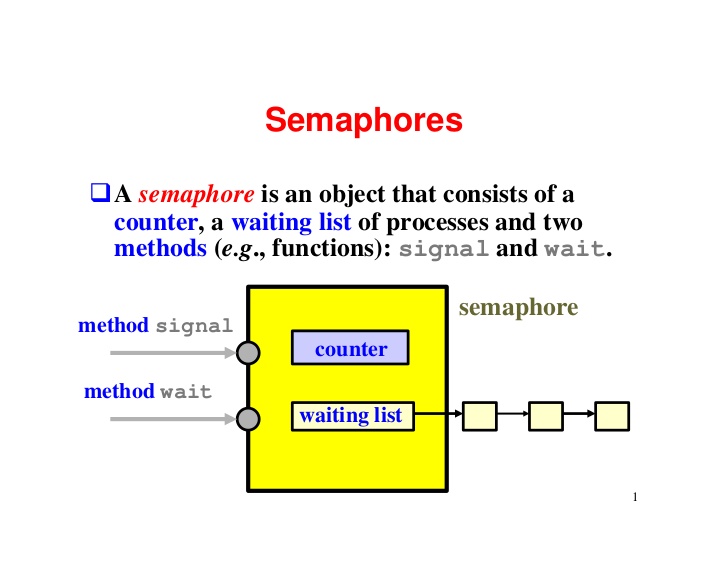 Semaphores
A semaphore is an object that consists of a
counter, a waiting list of processes and two
methods (e.g., functions): signal and wait.
semaphore
method signal
counter
method wait
waiting list
1